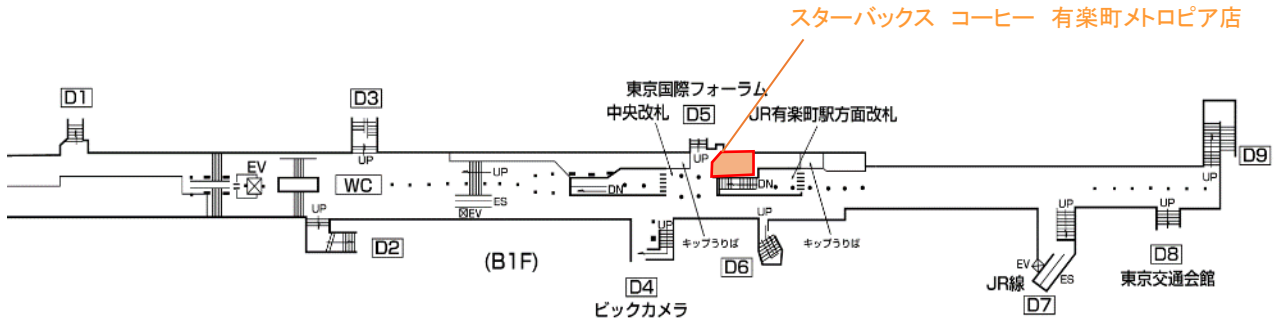 スターバックス コーヒー 有楽町メトロピア店
東京国際フォーラム
D1
D3
中央改札
D5
JR有楽町駅方面改札
D9
EV
UP
UP
UP
UP
WC
DN
DN
ES
EV
UP
UP
UP
UP
UP
D2
(B1F)
キップうりば
キップうりば
D6
D4
ビックカメラ
EV
ES
JR線
D7
D8
東京交通会館